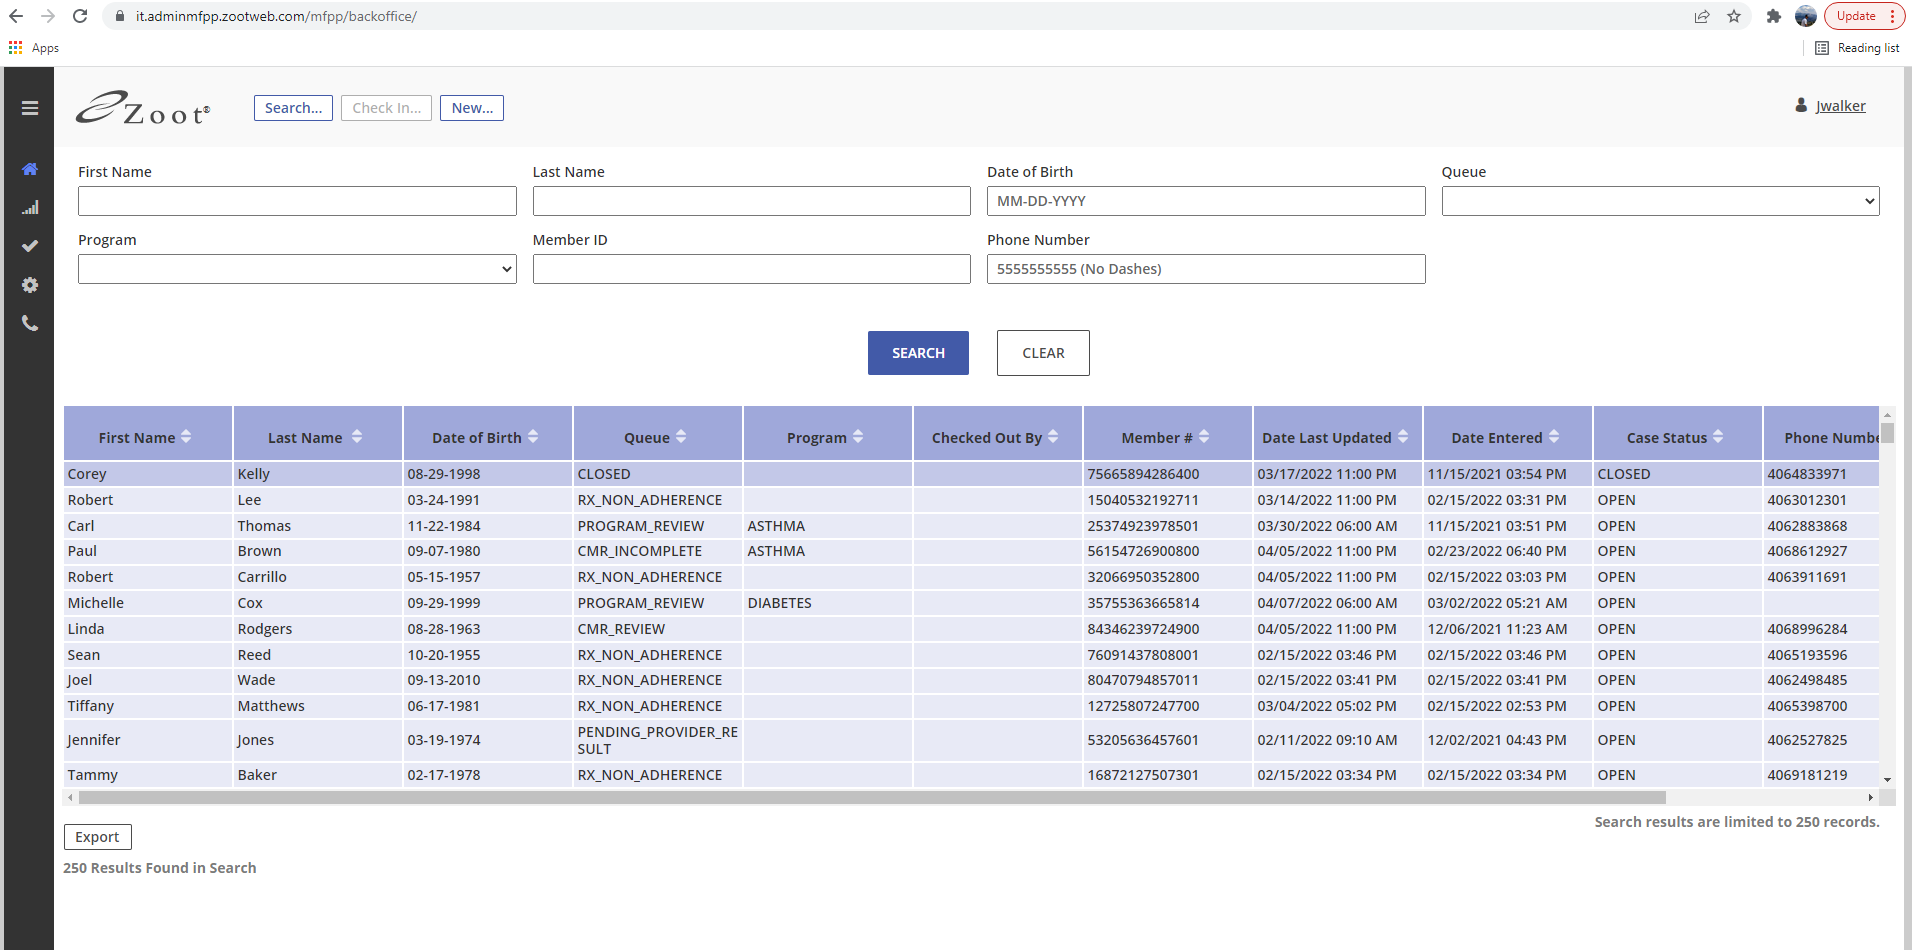 it.adminmfpp.zootweb.com/mfpp/backoffice/
Update
Apps
Reading list
Zoot®
Search...
Check In...
New...
Jwalker
First Name
Last Name
Date of Birth
Queue
MM-DD-YYYY
Program
Member ID
Phone Number
5555555555 (No Dashes)
SEARCH
CLEAR
First Name Last Name Date of Birth Queue Program Checked Out By Member # Date Last Updated Date Entered Case Status Phone Numbe
Corey Kelly 08-29-1998 CLOSED 75665894286400 03/17/2022 11:00 PM 11/15/2021 03:54 PM CLOSED 4064833971
Robert Lee 03-24-1991 RX_NON_ADHERENCE 15040532192711 03/14/2022 11:00 PM 02/15/2022 03:31 PM OPEN 4063012301
Carl Thomas 11-22-1984 PROGRAM_REVIEW ASTHMA 25374923978501 03/30/2022 06:00 AM 11/15/2021 03:51 PM OPEN 4062883868
Paul Brown 09-07-1980 CMR_INCOMPLETE ASTHMA 56154726900800 04/05/2022 11:00 PM 02/23/2022 06:40 PM OPEN 4068612927
Robert Carrillo 05-15-1957 RX_NON_ADHERENCE 32066950352800 04/05/2022 11:00 PM 02/15/2022 03:03 PM OPEN 4063911691
Michelle Cox 09-29-1999 PROGRAM_REVIEW DIABETES 35755363665814 04/07/2022 06:00 AM 03/02/2022 05:21 AM OPEN
Linda Rodgers 08-28-1963 CMR_REVIEW 84346239724900 04/05/2022 11:00 PM 12/06/2021 11:23 AM OPEN 4068996284
Sean Reed 10-20-1955 RX_NON_ADHERENCE 76091437808001 02/15/2022 03:46 PM 02/15/2022 03:46 PM OPEN 4065193596
Joel Wade 09-13-2010 RX_NON_ADHERENCE 80470794857011 02/15/2022 03:41 PM 02/15/2022 03:41 PM OPEN 4062498485
Tiffany Matthews 06-17-1981 RX_NON_ADHERENCE 12725807247700 03/04/2022 05:02 PM 02/15/2022 02:53 PM OPEN 4065398700
Jennifer Jones 03-19-1974 PENDING_PROVIDER_RE
SULT 53205636457601 02/11/2022 09:10 AM 12/02/2021 04:43 PM OPEN 4062527825
Tammy Baker 02-17-1978 RX_NON_ADHERENCE 16872127507301 02/15/2022 03:34 PM 02/15/2022 03:34 PM OPEN 4069181219
Search results are limited to 250 records.
Export
250 Results Found in Search